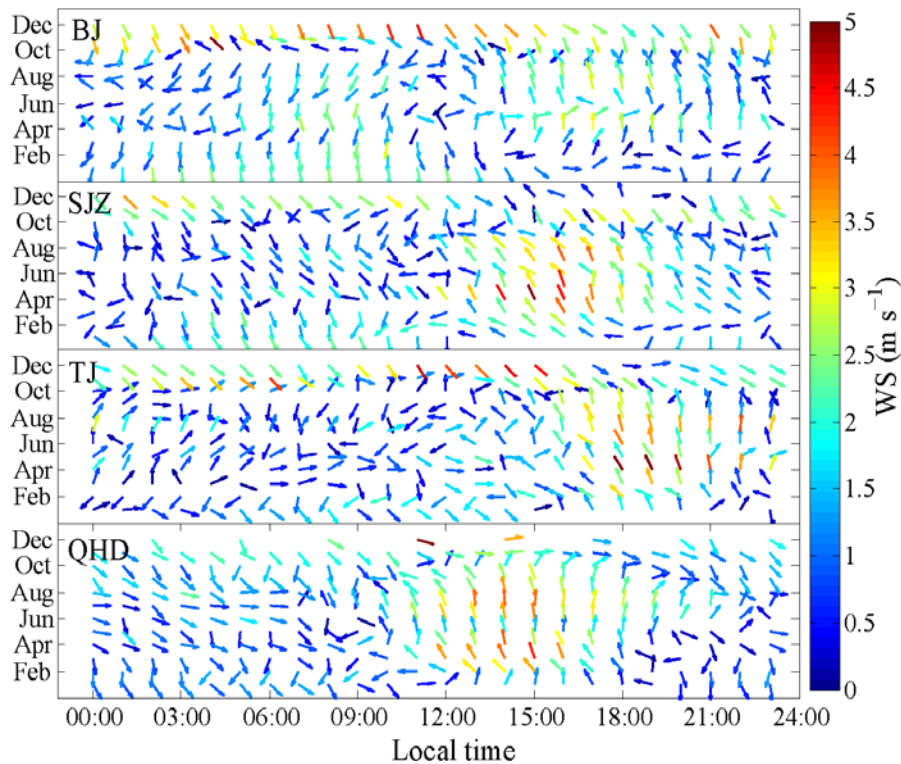 BJ
Dec
Oct
Aug
Jun
Apr
Feb
SJZ
Dec
Oct
Aug
Jun
Apr
Feb
TJ
Dec
Oct
Aug
Jun
Apr
Feb
QHD
Dec
Oct
Aug
Jun
Apr
Feb
00:00 03:00 06:00 09:00 12:00 15:00 18:00 21:00 24:00
Local time
5
4.5
4
3.5
3
2.5
2
1.5
1
0.5
0
WS (m s⁻¹)